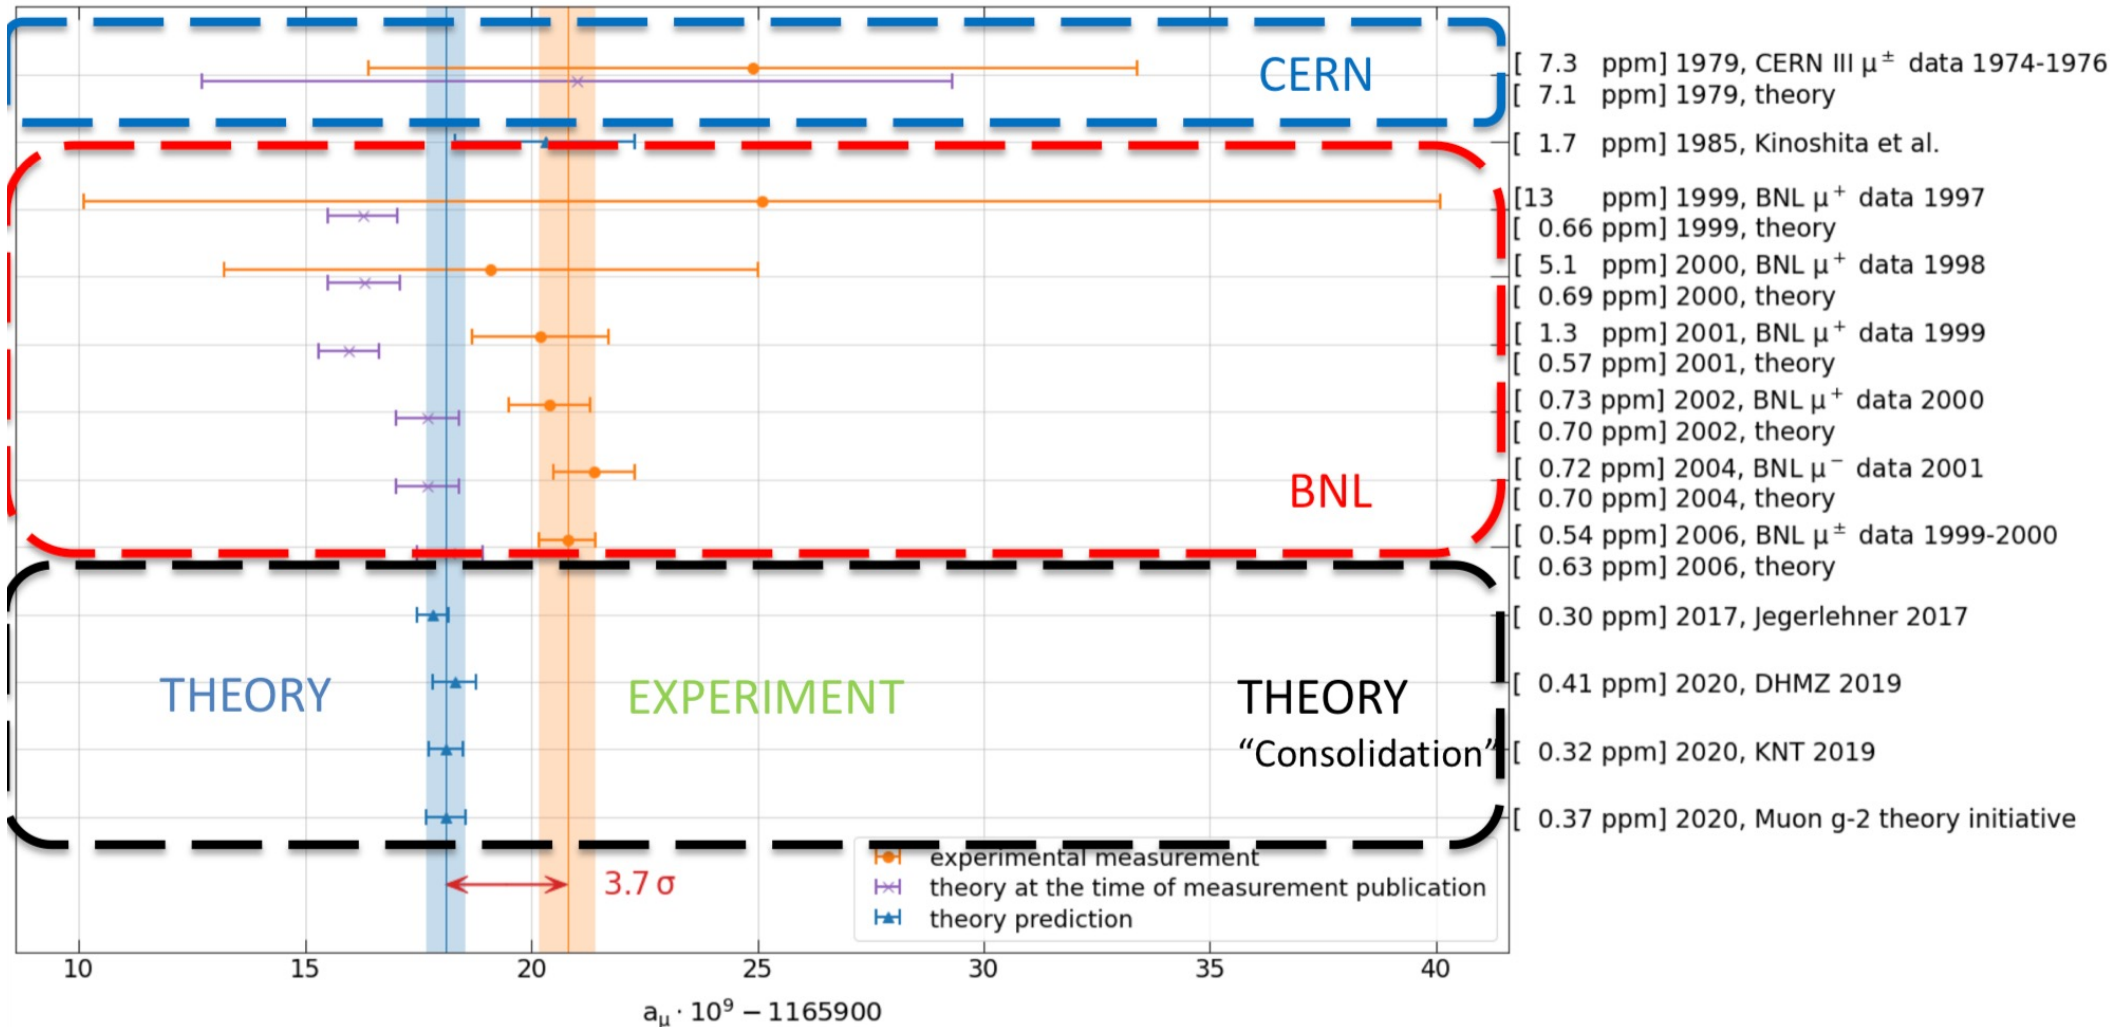 CERN
[ 7.3 ppm] 1979, CERN III μ± data 1974-1976
[ 7.1 ppm] 1979, theory
[ 1.7 ppm] 1985, Kinoshita et al.
[13 ppm] 1999, BNL μ⁺ data 1997
[ 0.66 ppm] 1999, theory
[ 5.1 ppm] 2000, BNL μ⁺ data 1998
[ 0.69 ppm] 2000, theory
[ 1.3 ppm] 2001, BNL μ⁺ data 1999
[ 0.57 ppm] 2001, theory
[ 0.73 ppm] 2002, BNL μ⁺ data 2000
[ 0.70 ppm] 2002, theory
BNL
[ 0.72 ppm] 2004, BNL μ⁻ data 2001
[ 0.70 ppm] 2004, theory
[ 0.54 ppm] 2006, BNL μ± data 1999-2000
[ 0.63 ppm] 2006, theory
[ 0.30 ppm] 2017, Jegerlehner 2017
THEORY
EXPERIMENT
THEORY
“Consolidation”
[ 0.41 ppm] 2020, DHMZ 2019
[ 0.32 ppm] 2020, KNT 2019
[ 0.37 ppm] 2020, Muon g-2 theory initiative
3.7 σ
experimental measurement
theory at the time of measurement publication
theory prediction
10 15 20 25 30 35 40
aμ · 10⁹ − 1165900